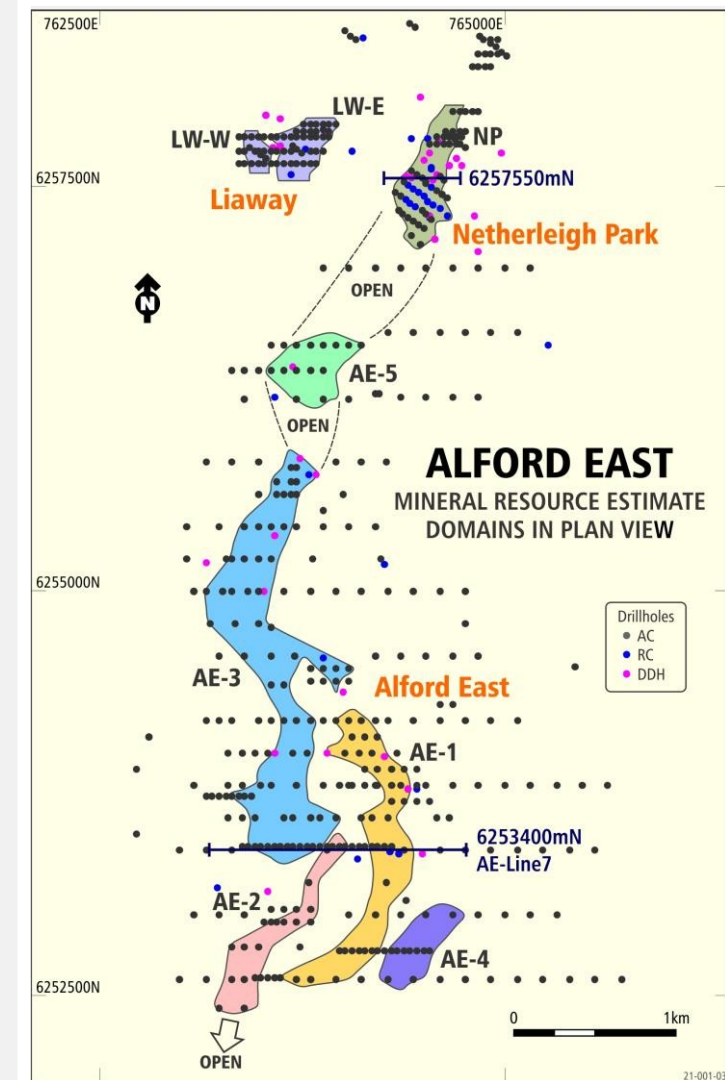 762500E
765000E
LW-E
LW-W
NP
6257500N
6257550mN
Liaway
Netherleigh Park
OPEN
N
AE-5
OPEN
ALFORD EAST
MINERAL RESOURCE ESTIMATE
DOMAINS IN PLAN VIEW
6255000N
Drillholes
AC
RC
DDH
AE-3
Alford East
AE-1
6253400mN
AE-Line7
AE-2
AE-4
6252500N
0
1km
OPEN